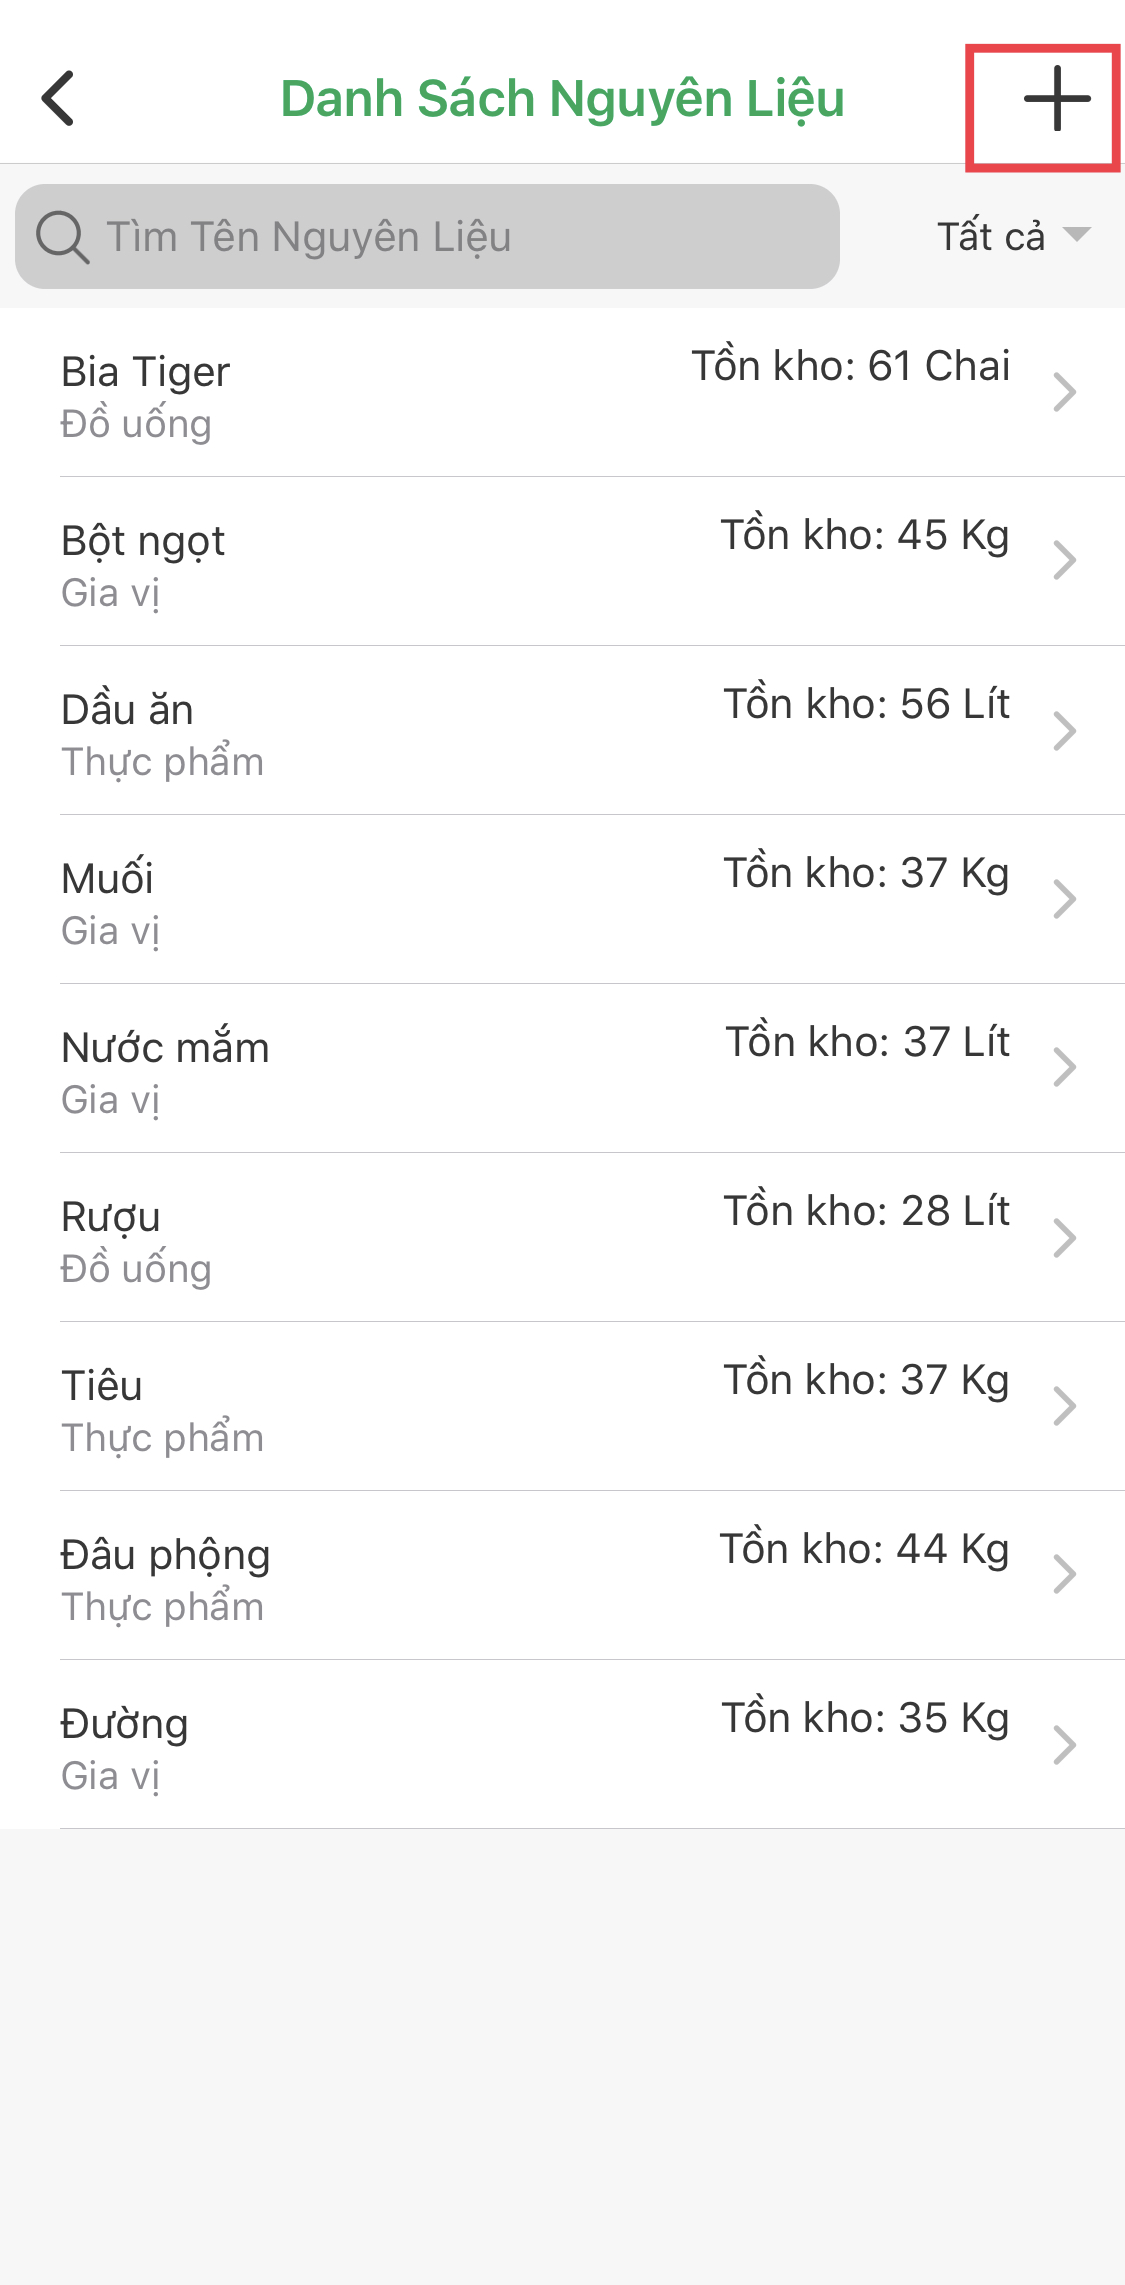 Danh Sách Nguyên Liệu
Tìm Tên Nguyên Liệu
Tất cả
Bia Tiger
Tồn kho: 61 Chai
Đồ uống
Bột ngọt
Tồn kho: 45 Kg
Gia vị
Dầu ăn
Tồn kho: 56 Lít
Thực phẩm
Muối
Tồn kho: 37 Kg
Gia vị
Nước mắm
Tồn kho: 37 Lít
Gia vị
Rượu
Tồn kho: 28 Lít
Đồ uống
Tiêu
Tồn kho: 37 Kg
Thực phẩm
Đâu phộng
Tồn kho: 44 Kg
Thực phẩm
Đường
Tồn kho: 35 Kg
Gia vị